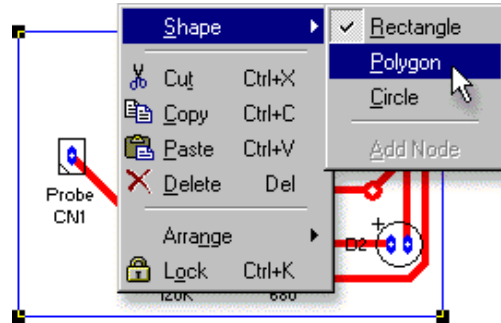 Shape
Rectangle
Polygon
Circle
Add Node
Cut Ctrl+X
Copy Ctrl+C
Paste Ctrl+V
Delete Del
Arrange
Lock Ctrl+K
Probe
CN1
+
D2
120K 680